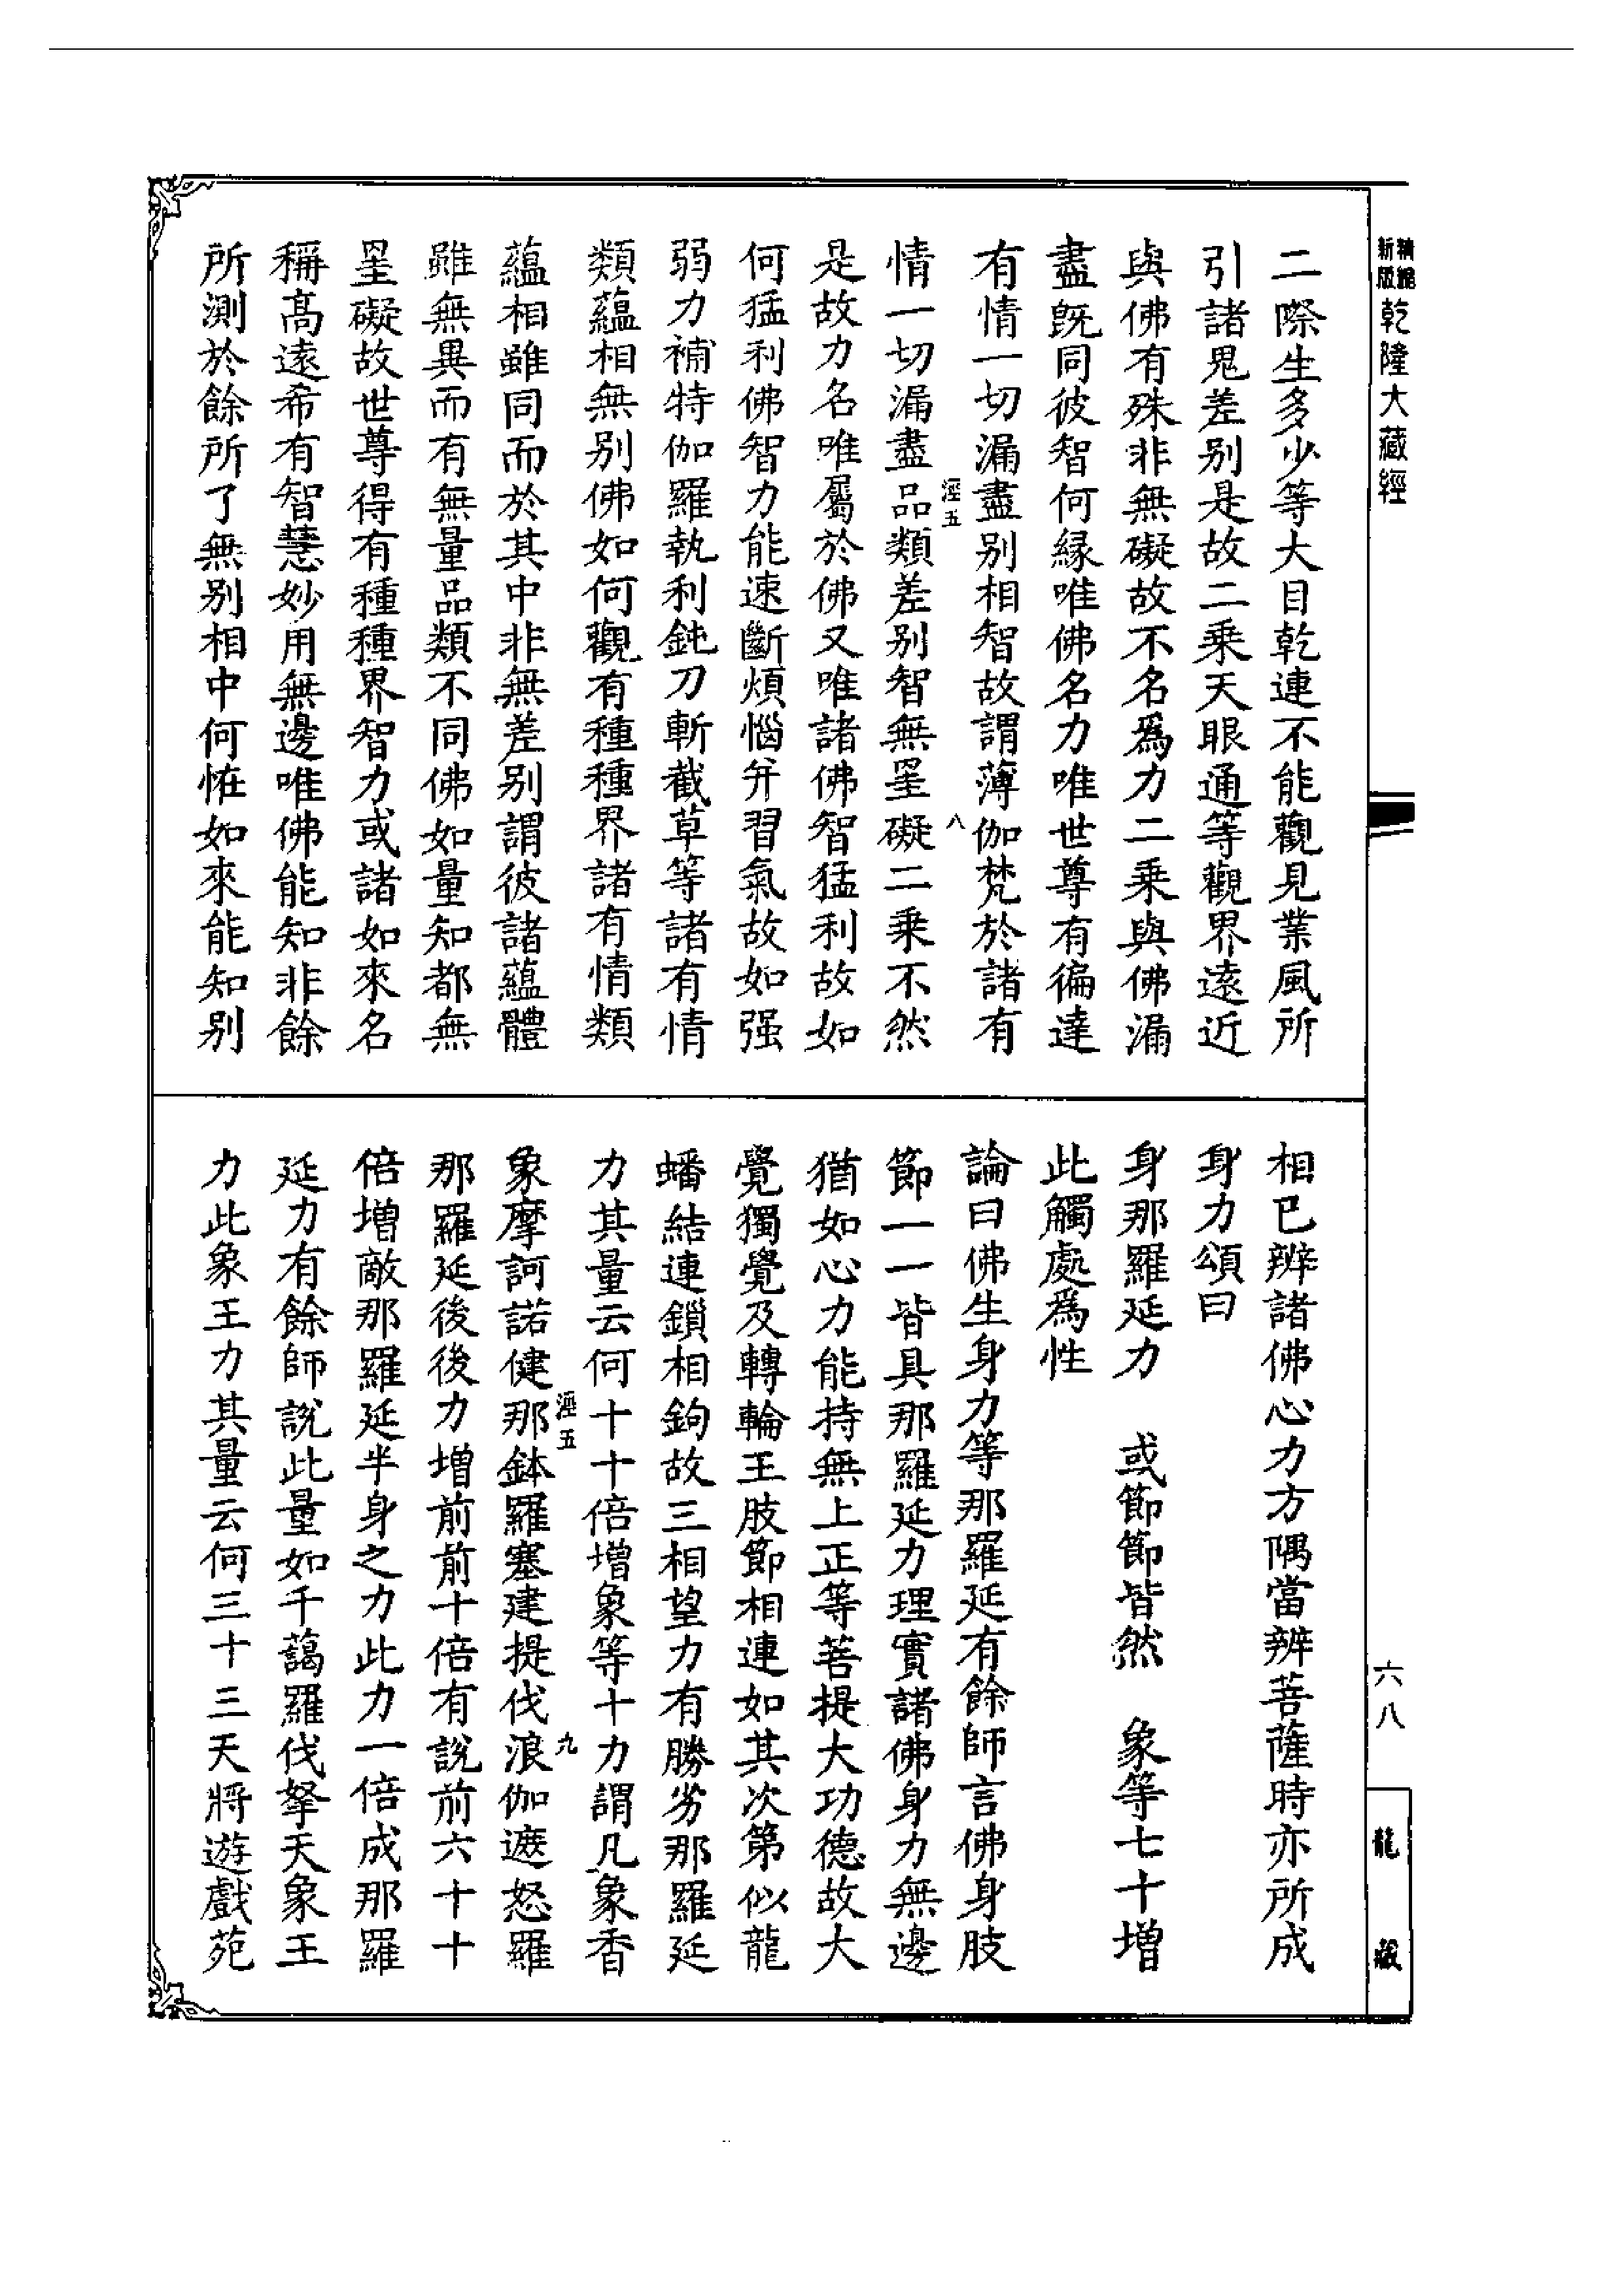 新版精縮乾隆大藏經
二際生多少等大目乾連不能觀見業風所
引諸鬼差别是故二乘天眼通等觀界遠近
與佛有殊非無礙故不名爲力二乘與佛漏
盡旣同彼智何緣唯佛名力唯世尊有徧達
有情一切漏盡别相智故謂薄伽梵於諸有
涇五 八
情一切漏盡品類差别智無罣礙二乘不然
是故力名唯屬於佛又唯諸佛智猛利故如
何猛利佛智力能速斷煩惱幷習氣故如强
弱力補特伽羅執利鈍刀斬截草等諸有情
類蘊相無别佛如何觀有種種界諸有情類
蘊相雖同而於其中非無差别謂彼諸蘊體
雖無異而有無量品類不同佛如量知都無
罣礙故世尊得有種種界智力或諸如來名
稱高遠希有智慧妙用無邊唯佛能知非餘
所測於餘所了無别相中何怪如來能知别
相已辨諸佛心力方隅當辨菩薩時亦所成
身力頌曰
身那羅延力　或節節皆然　象等七十增
此觸處爲性
論曰佛生身力等那羅延有餘師言佛身肢
節一一皆具那羅延力理實諸佛身力無邊
猶如心力能持無上正等菩提大功德故大
覺獨覺及轉輪王肢節相連如其次第似龍
蟠結連鎖相鉤故三相望力有勝劣那羅延
力其量云何十十倍增象等十力謂凡象香
涇五 九
象摩訶諾健那鉢羅塞建提伐浪伽遮怒羅
那羅延後後力增前前十倍有說前六十十
倍增敵那羅延半身之力此力一倍成那羅
延力有餘師說此量如千藹羅伐拏天象王
力此象王力其量云何三十三天將遊戲苑
六八
龍藏